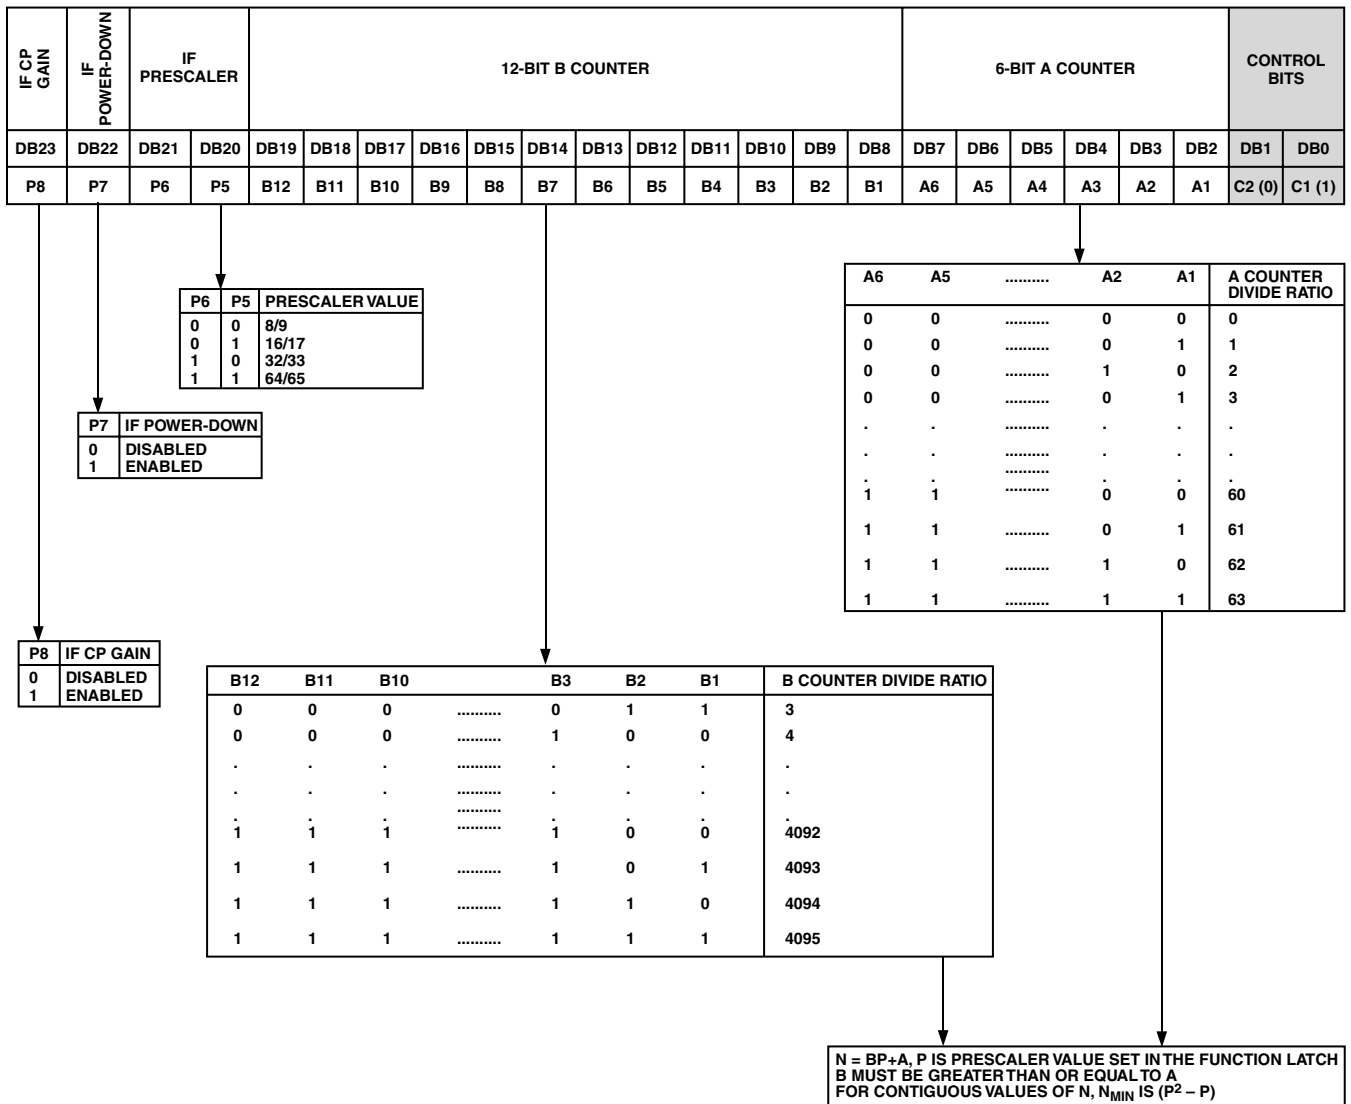 IF CP GAIN
IF POWER-DOWN
IF PRESCALER
12-BIT B COUNTER
6-BIT A COUNTER
CONTROL BITS
DB23 DB22 DB21 DB20 DB19 DB18 DB17 DB16 DB15 DB14 DB13 DB12 DB11 DB10 DB9 DB8 DB7 DB6 DB5 DB4 DB3 DB2 DB1 DB0
P8 P7 P6 P5 B12 B11 B10 B9 B8 B7 B6 B5 B4 B3 B2 B1 A6 A5 A4 A3 A2 A1 C2 (0) C1 (1)
P6 P5 PRESCALER VALUE
0 0 8/9
0 1 16/17
1 0 32/33
1 1 64/65
P7 IF POWER-DOWN
0 DISABLED
1 ENABLED
P8 IF CP GAIN
0 DISABLED
1 ENABLED
A6 A5 .......... A2 A1 A COUNTER DIVIDE RATIO
0 0 .......... 0 0 0
0 0 .......... 0 1 1
0 0 .......... 1 0 2
0 0 .......... 0 1 3
. . .......... . . .
. . .......... . . .
. . .......... . . .
1 1 .......... 0 0 60
1 1 .......... 0 1 61
1 1 .......... 1 0 62
1 1 .......... 1 1 63
B12 B11 B10 B3 B2 B1 B COUNTER DIVIDE RATIO
0 0 0 .......... 0 1 1 3
0 0 0 .......... 1 0 0 4
. . . .......... . . . .
. . . .......... . . . .
. . . .......... . . . .
1 1 1 .......... 1 0 0 4092
1 1 1 .......... 1 0 1 4093
1 1 1 .......... 1 1 0 4094
1 1 1 .......... 1 1 1 4095
N = BP+A, P IS PRESCALER VALUE SET IN THE FUNCTION LATCH
B MUST BE GREATER THAN OR EQUAL TO A
FOR CONTIGUOUS VALUES OF N, NMIN IS (P² – P)